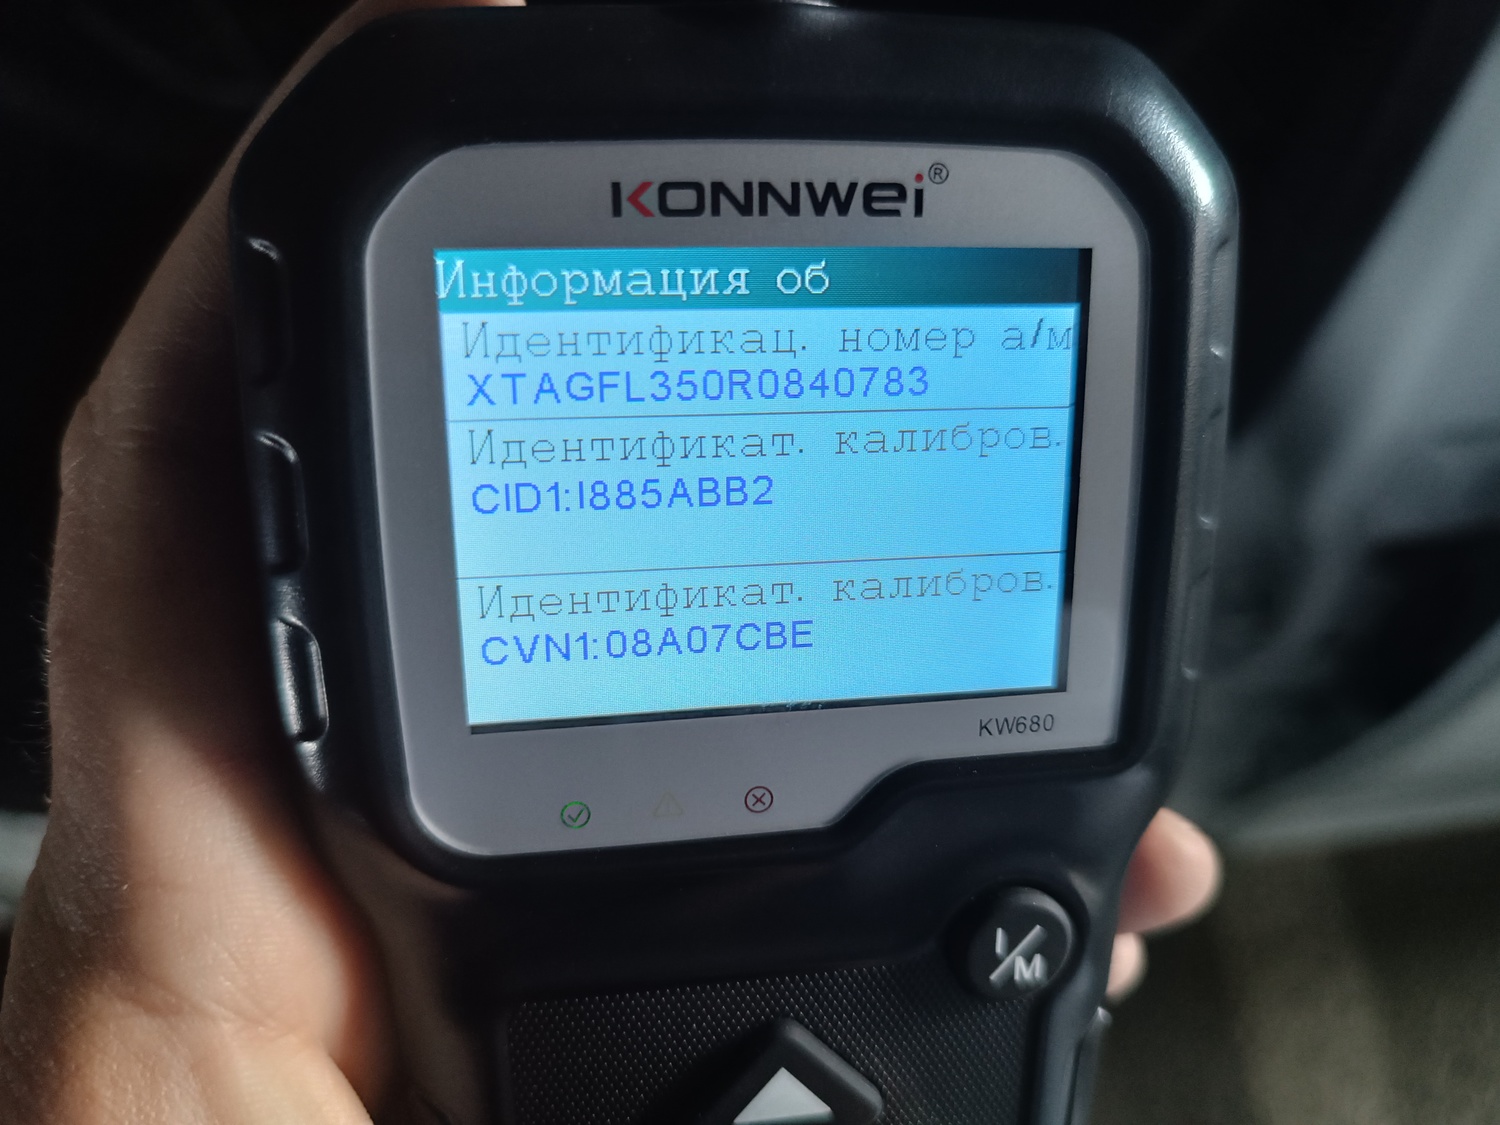 KONNWEI®
Информация об
Идентификац. номер а/м
XTAGFL350R0840783
Идентификат. калибров.
CID1:I885ABB2
Идентификат. калибров.
CVN1:08A07CBE
KW680
I/M